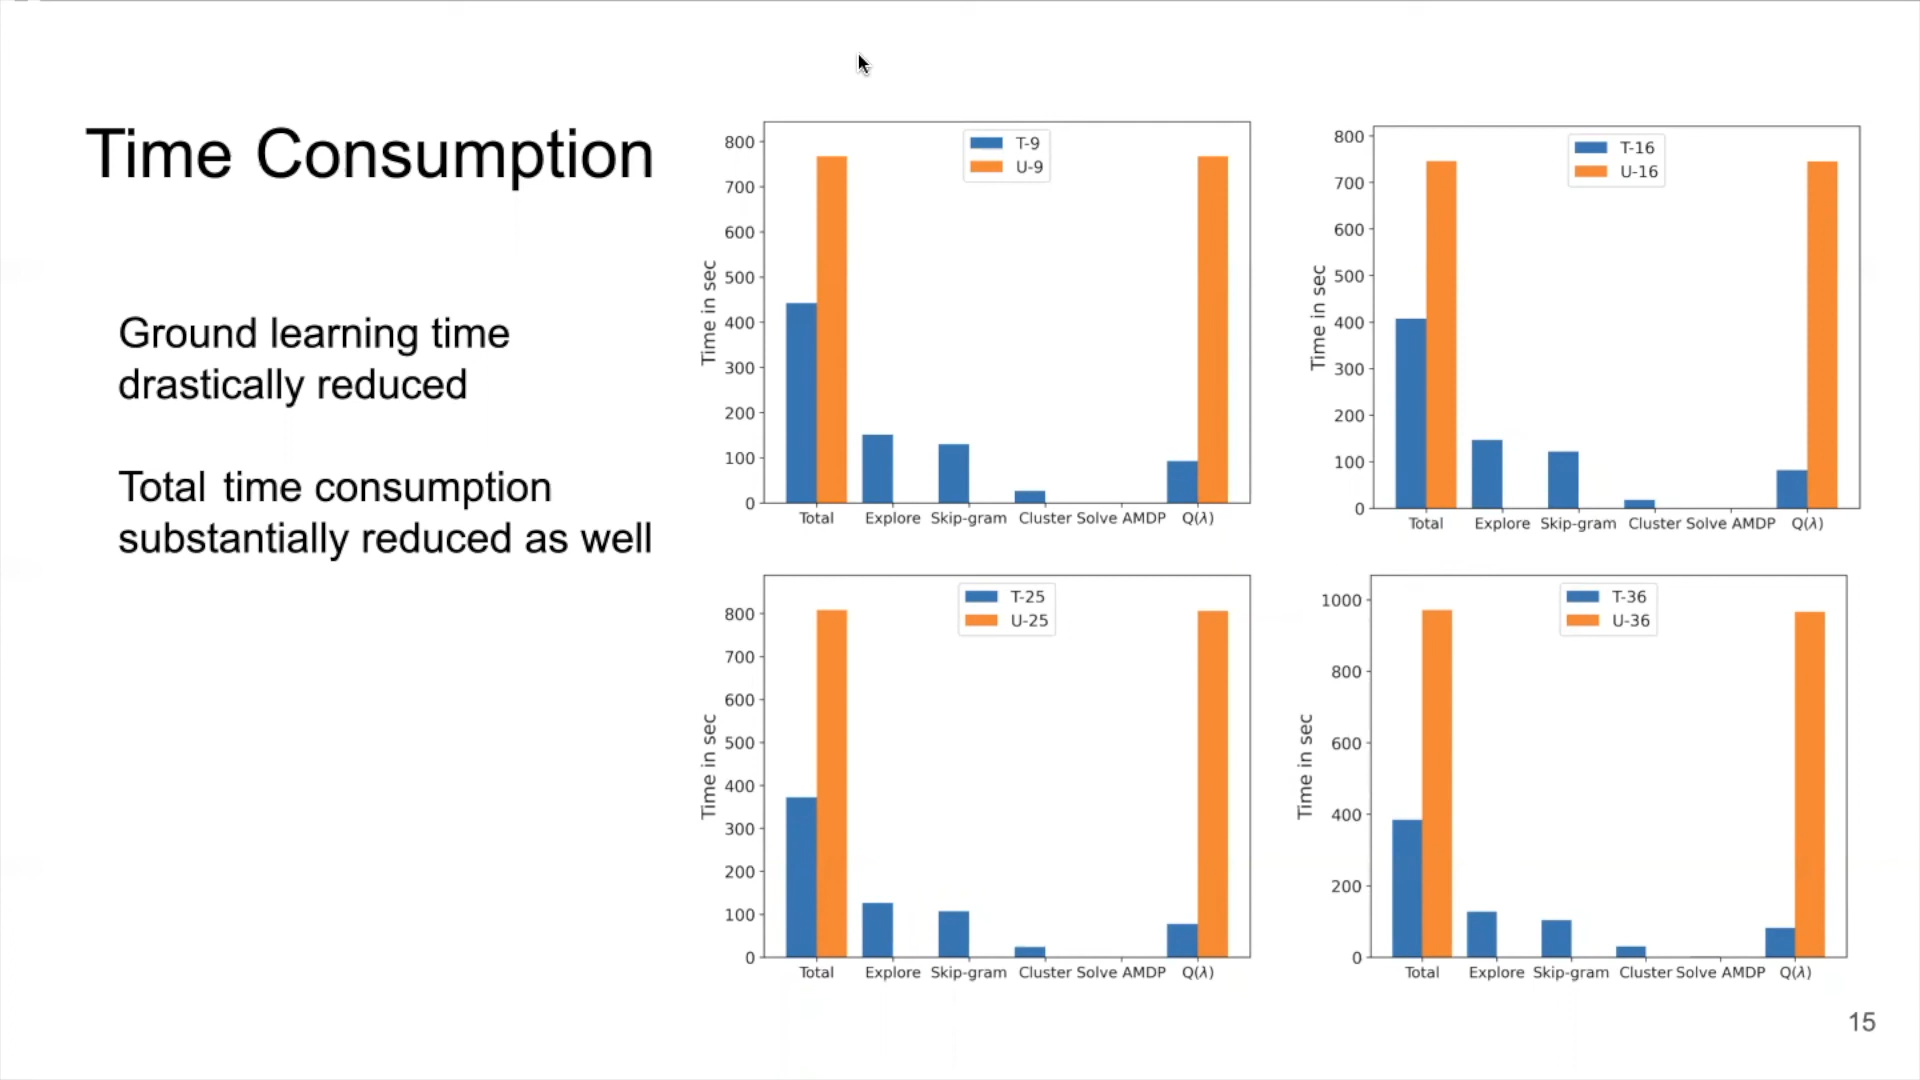 Time Consumption
Ground learning time
drastically reduced
Total time consumption
substantially reduced as well
T-9
U-9
Time in sec
800
700
600
500
400
300
200
100
0
Total Explore Skip-gram Cluster Solve AMDP Q(λ)
T-16
U-16
Time in sec
800
700
600
500
400
300
200
100
0
Total Explore Skip-gram Cluster Solve AMDP Q(λ)
T-25
U-25
Time in sec
800
700
600
500
400
300
200
100
0
Total Explore Skip-gram Cluster Solve AMDP Q(λ)
T-36
U-36
Time in sec
1000
800
600
400
200
0
Total Explore Skip-gram Cluster Solve AMDP Q(λ)
15